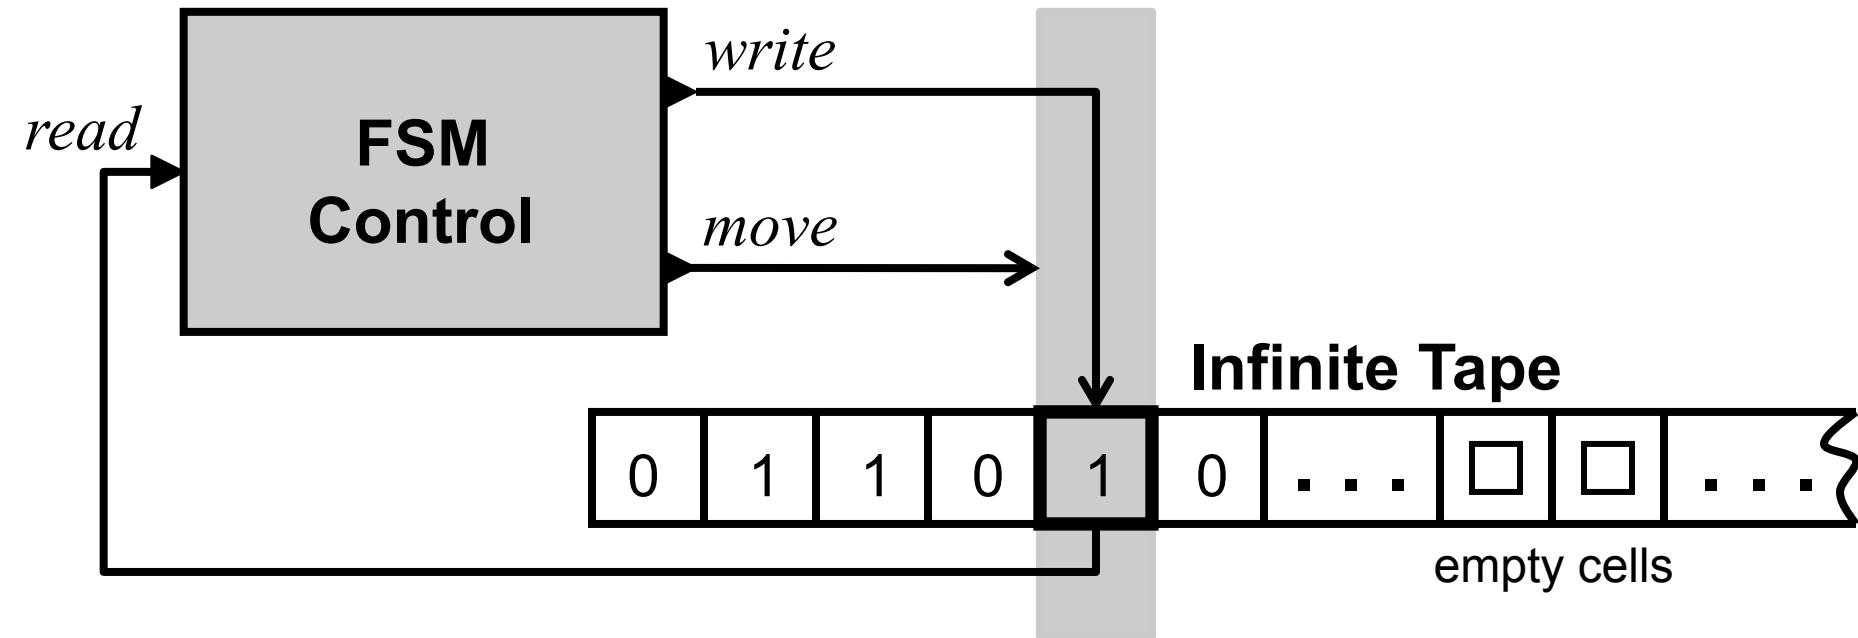 write
read
FSM
Control
move
Infinite Tape
0 1 1 0 1 0 . . . □ □ . . .
empty cells